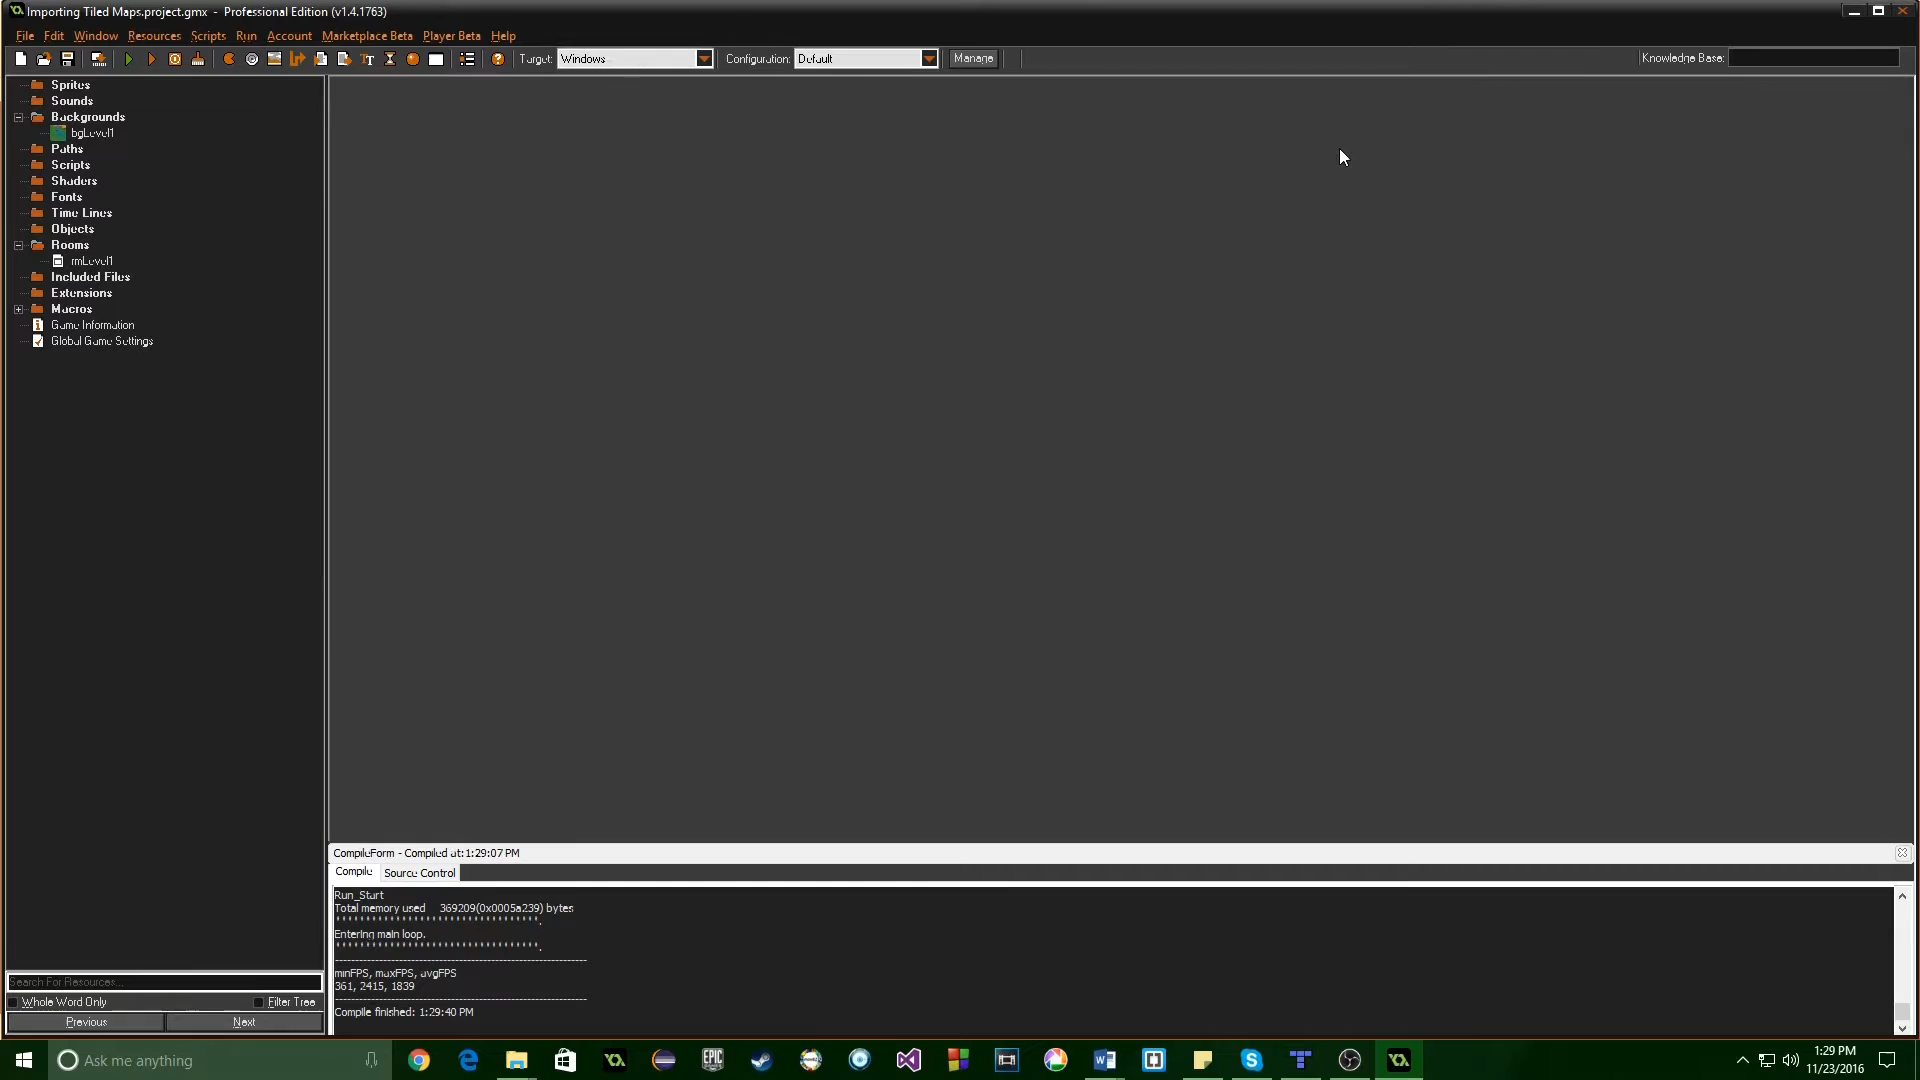 Importing Tiled Maps.project.gmx - Professional Edition (v1.4.1763)
File Edit Window Resources Scripts Run Account Marketplace Beta Player Beta Help
Target: Windows Configuration: Default Manage Knowledge Base:
Sprites
Sounds
Backgrounds
bgLevel1
Paths
Scripts
Shaders
Fonts
Time Lines
Objects
Rooms
rmLevel1
Included Files
Extensions
Macros
Game Information
Global Game Settings
Search For Resources...
Whole Word Only Filter Tree
Previous Next
CompileForm - Compiled at: 1:29:07 PM
Compile Source Control
Run_Start
Total memory used 369209(0x0005a239) bytes
**********************************.
Entering main loop.
**********************************.
---------------------------------------------------------------
minFPS, maxFPS, avgFPS
361, 2415, 1839
---------------------------------------------------------------
Compile finished: 1:29:40 PM
Ask me anything
EPIC
1:29 PM
11/23/2016